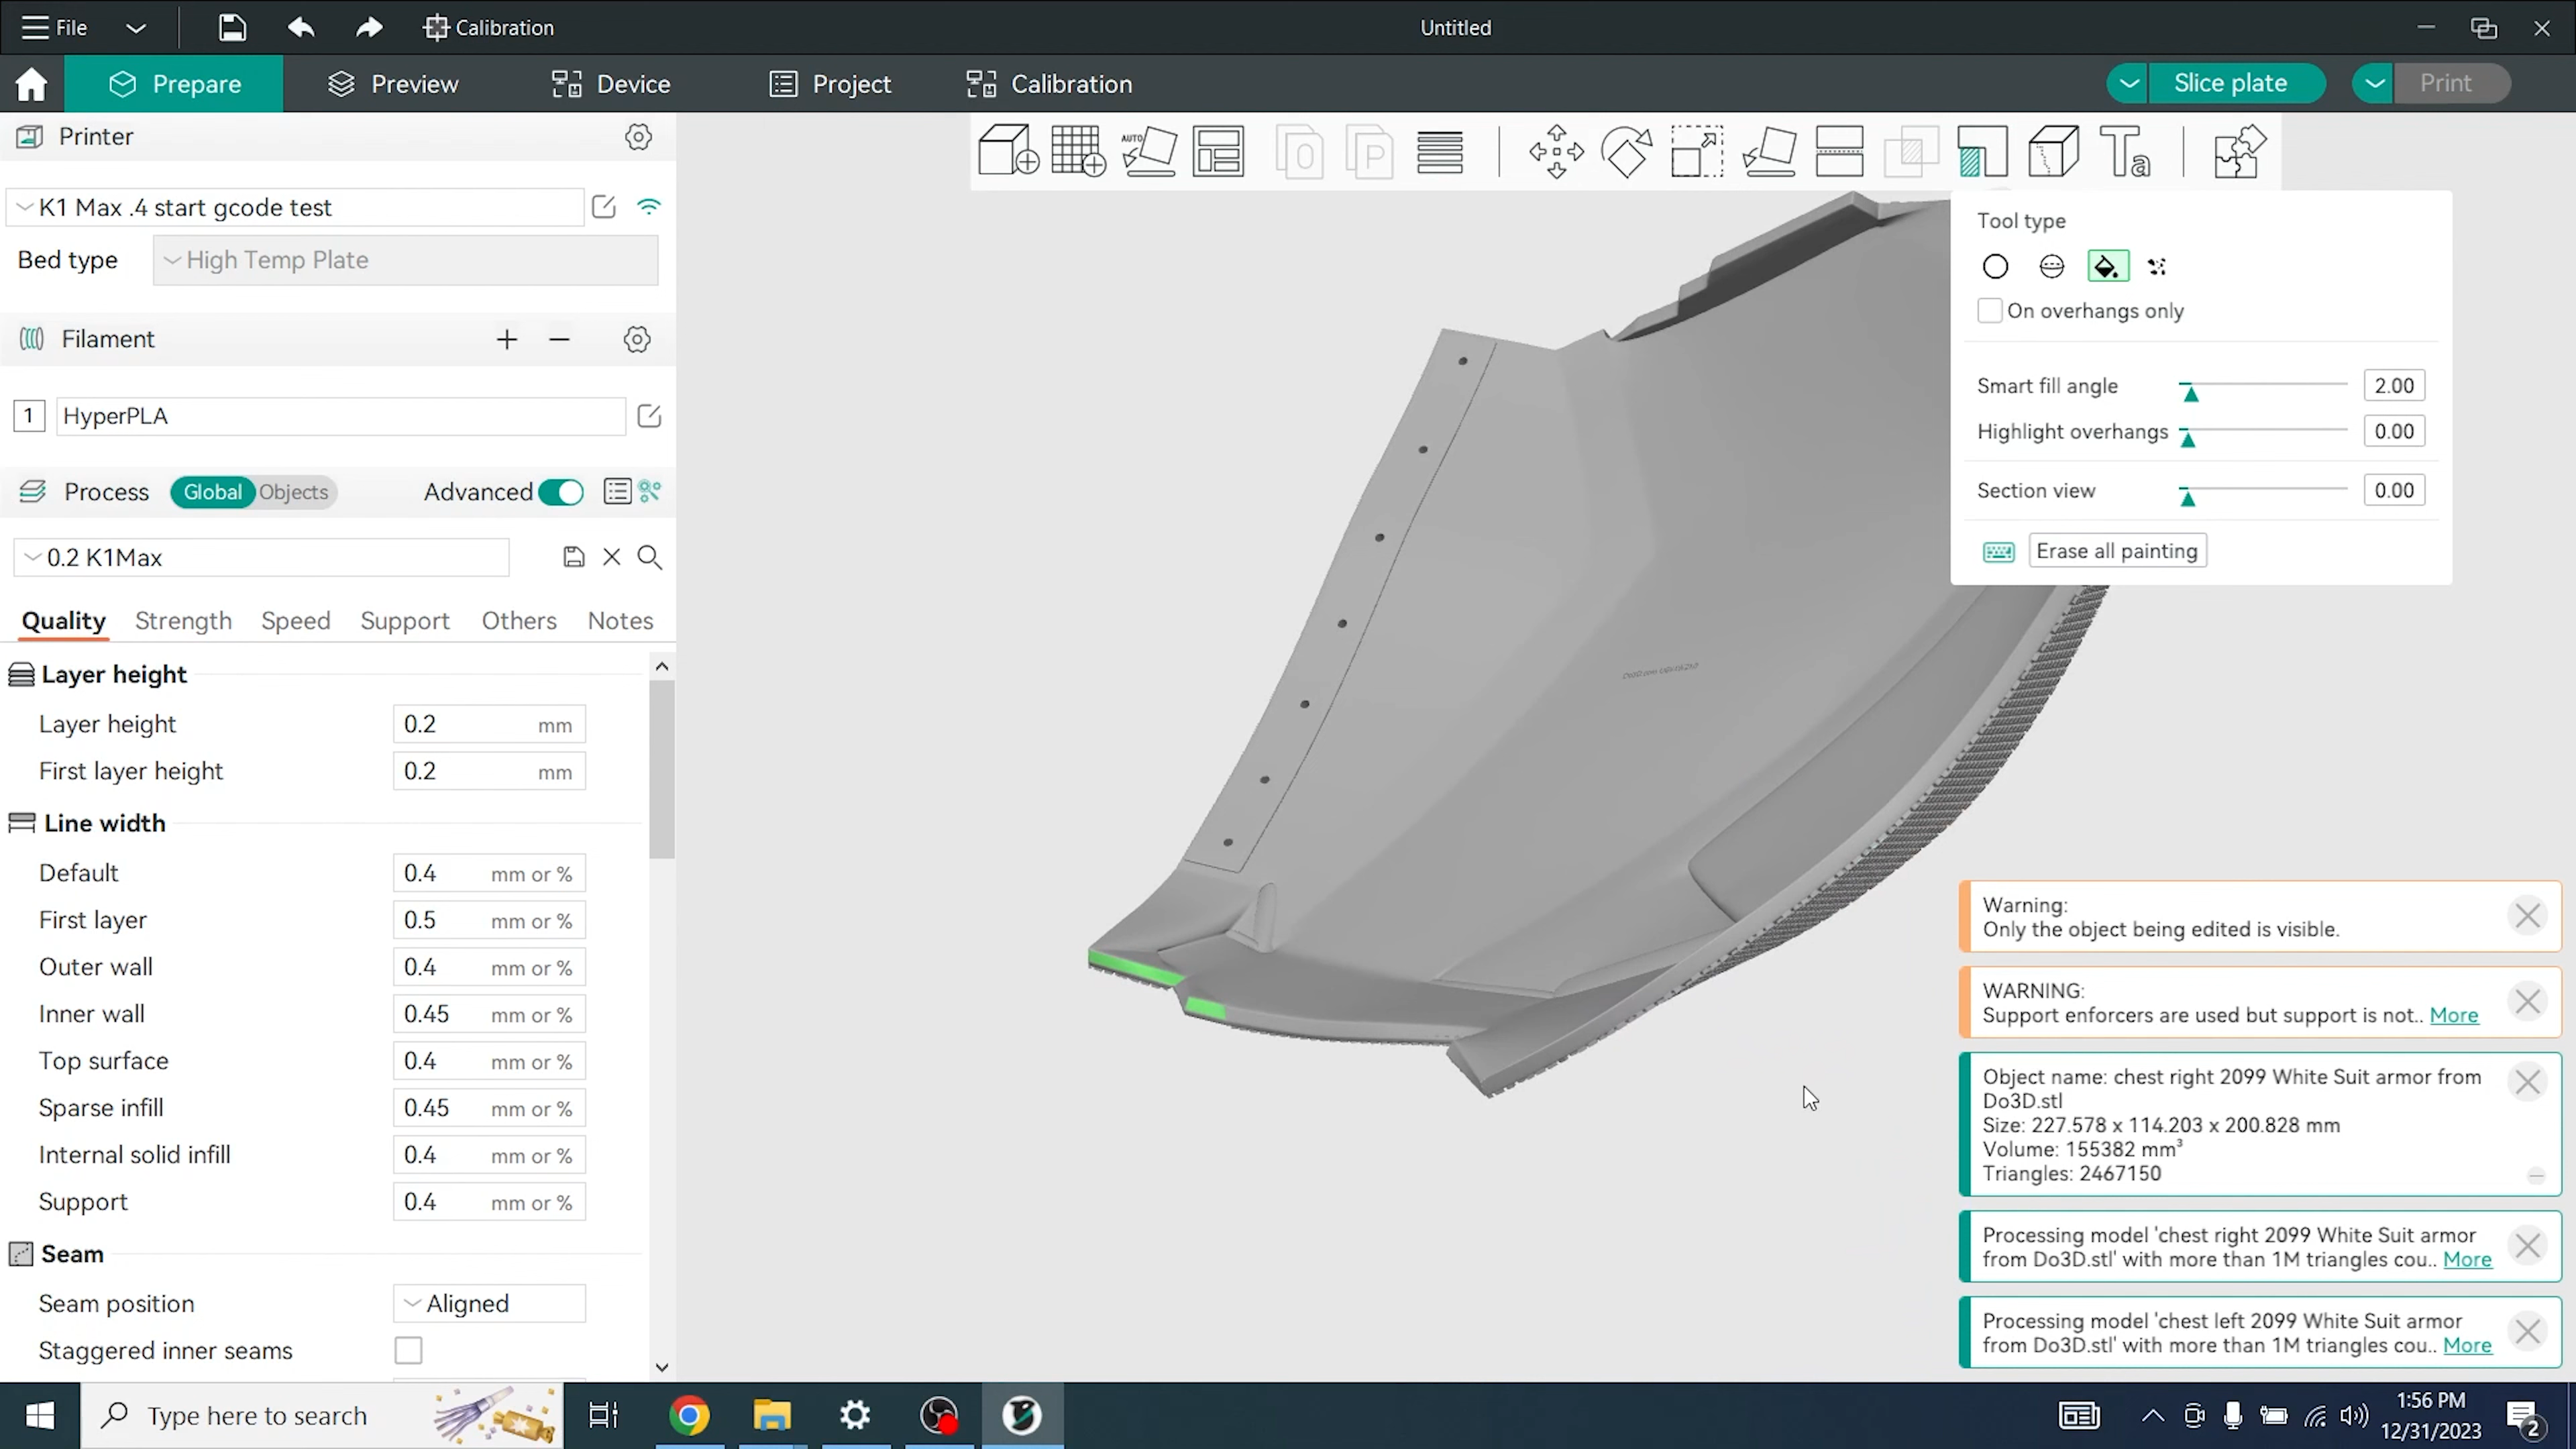 File
Calibration
Untitled
Prepare
Preview
Device
Project
Calibration
Slice plate
Print
Printer
K1 Max .4 start gcode test
Bed type
High Temp Plate
Filament
1
HyperPLA
Process
Global
Objects
Advanced
0.2 K1Max
Quality
Strength
Speed
Support
Others
Notes
Layer height
Layer height 0.2 mm
First layer height 0.2 mm
Line width
Default 0.4 mm or %
First layer 0.5 mm or %
Outer wall 0.4 mm or %
Inner wall 0.45 mm or %
Top surface 0.4 mm or %
Sparse infill 0.45 mm or %
Internal solid infill 0.4 mm or %
Support 0.4 mm or %
Seam
Seam position Aligned
Staggered inner seams
AUTO
O
P
Ta
Tool type
On overhangs only
Smart fill angle 2.00
Highlight overhangs 0.00
Section view 0.00
Erase all painting
Warning:
Only the object being edited is visible.
WARNING:
Support enforcers are used but support is not.. More
Object name: chest right 2099 White Suit armor from
Do3D.stl
Size: 227.578 x 114.203 x 200.828 mm
Volume: 155382 mm³
Triangles: 2467150
Processing model 'chest right 2099 White Suit armor
from Do3D.stl' with more than 1M triangles cou.. More
Processing model 'chest left 2099 White Suit armor
from Do3D.stl' with more than 1M triangles cou.. More
Type here to search
1:56 PM
12/31/2023
2